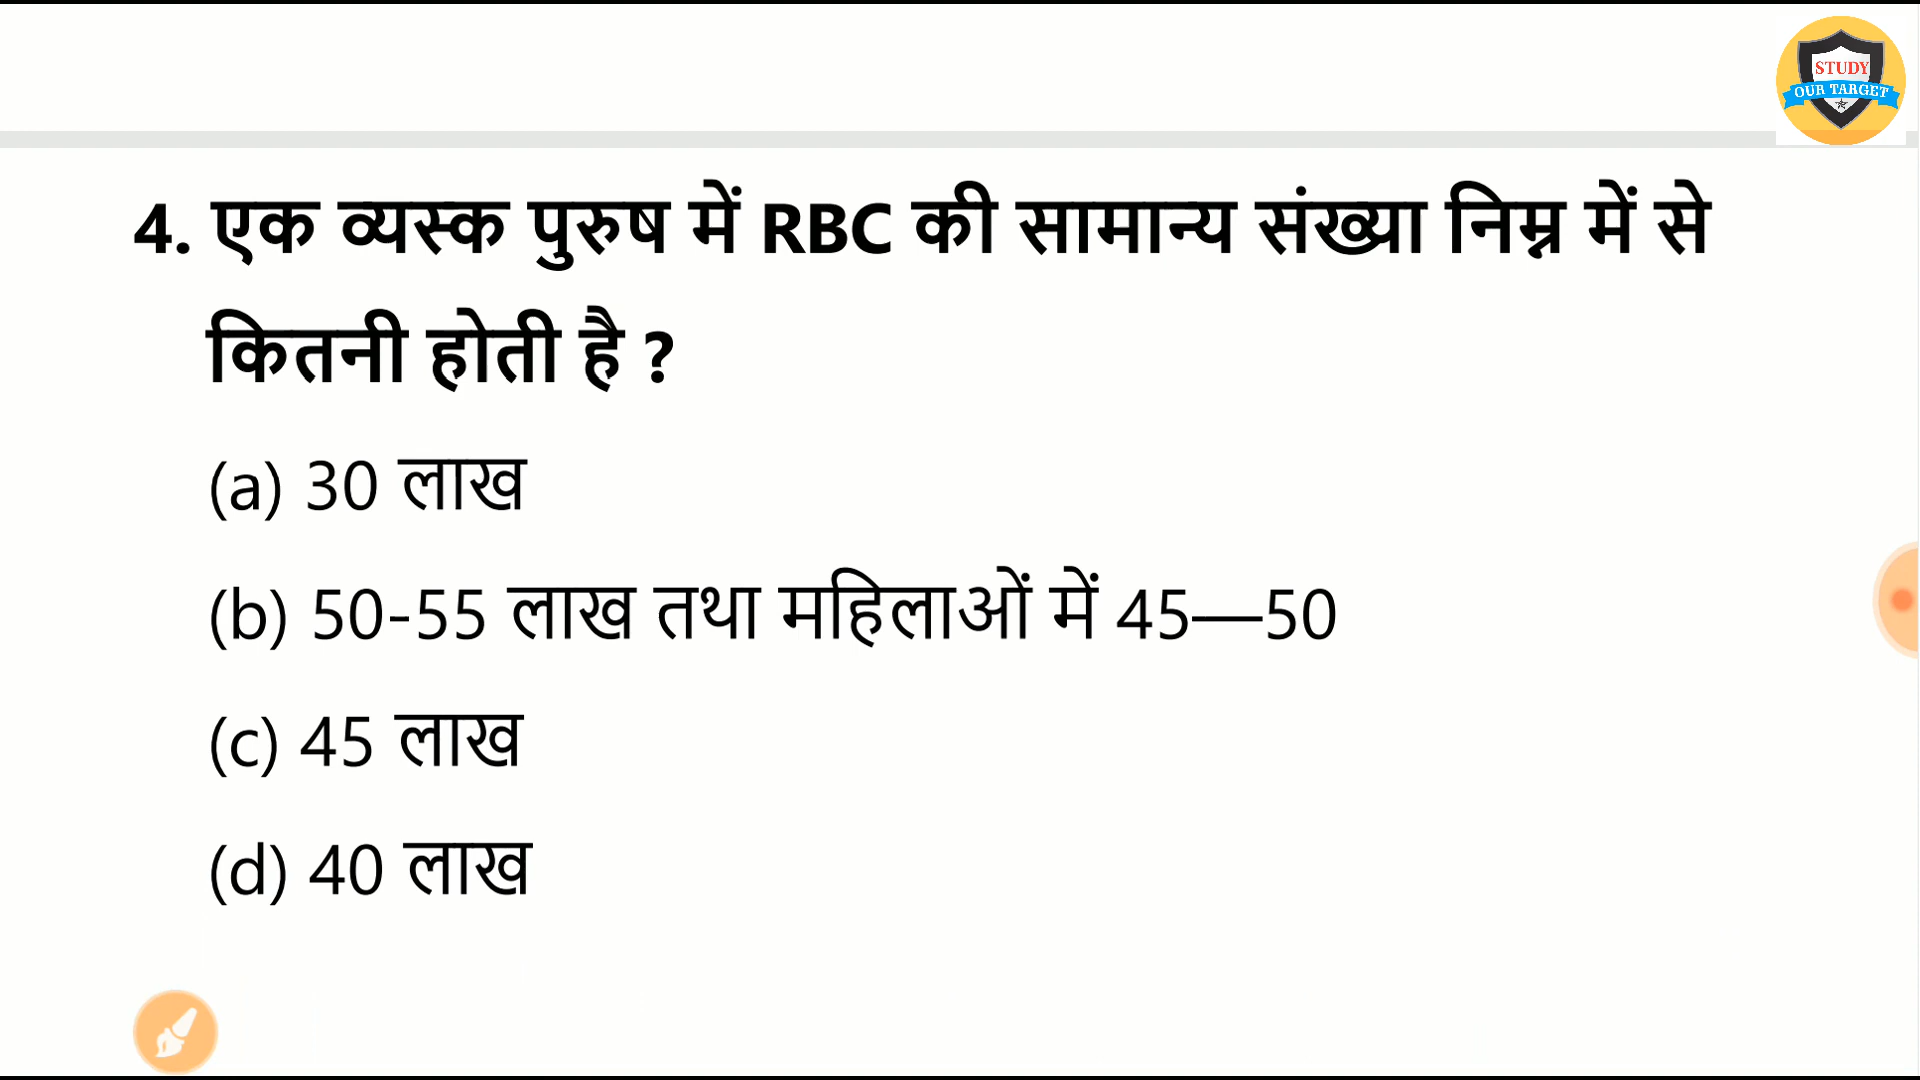 STUDY
OUR TARGET
4. एक व्यस्क पुरुष में RBC की सामान्य संख्या निम्न में से
कितनी होती है ?
(a) 30 लाख
(b) 50-55 लाख तथा महिलाओं में 45—50
(c) 45 लाख
(d) 40 लाख